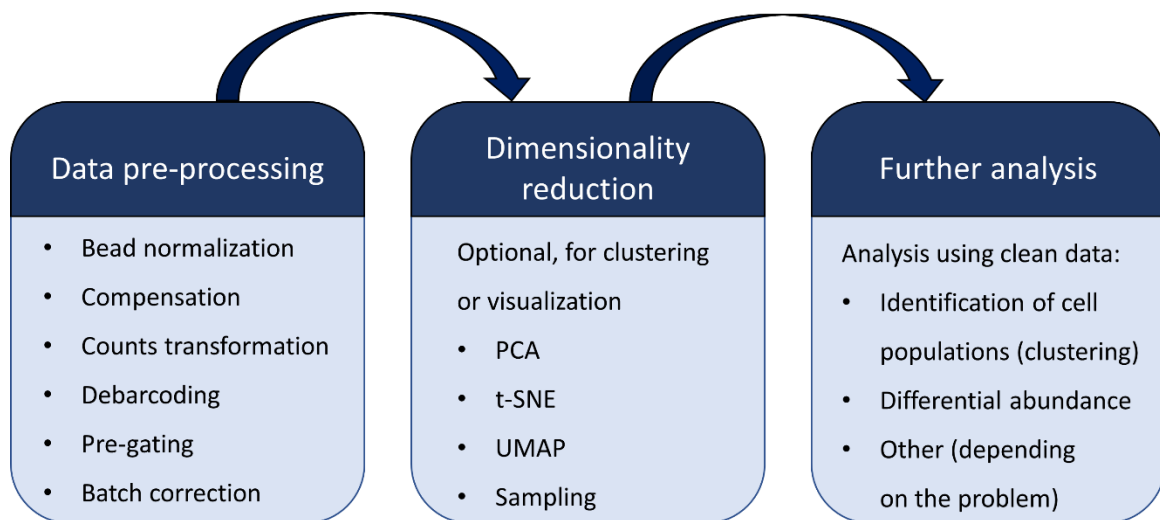 Data pre-processing
• Bead normalization
• Compensation
• Counts transformation
• Debarcoding
• Pre-gating
• Batch correction
Dimensionality
reduction
Optional, for clustering
or visualization
• PCA
• t-SNE
• UMAP
• Sampling
Further analysis
Analysis using clean data:
• Identification of cell
populations (clustering)
• Differential abundance
• Other (depending
on the problem)